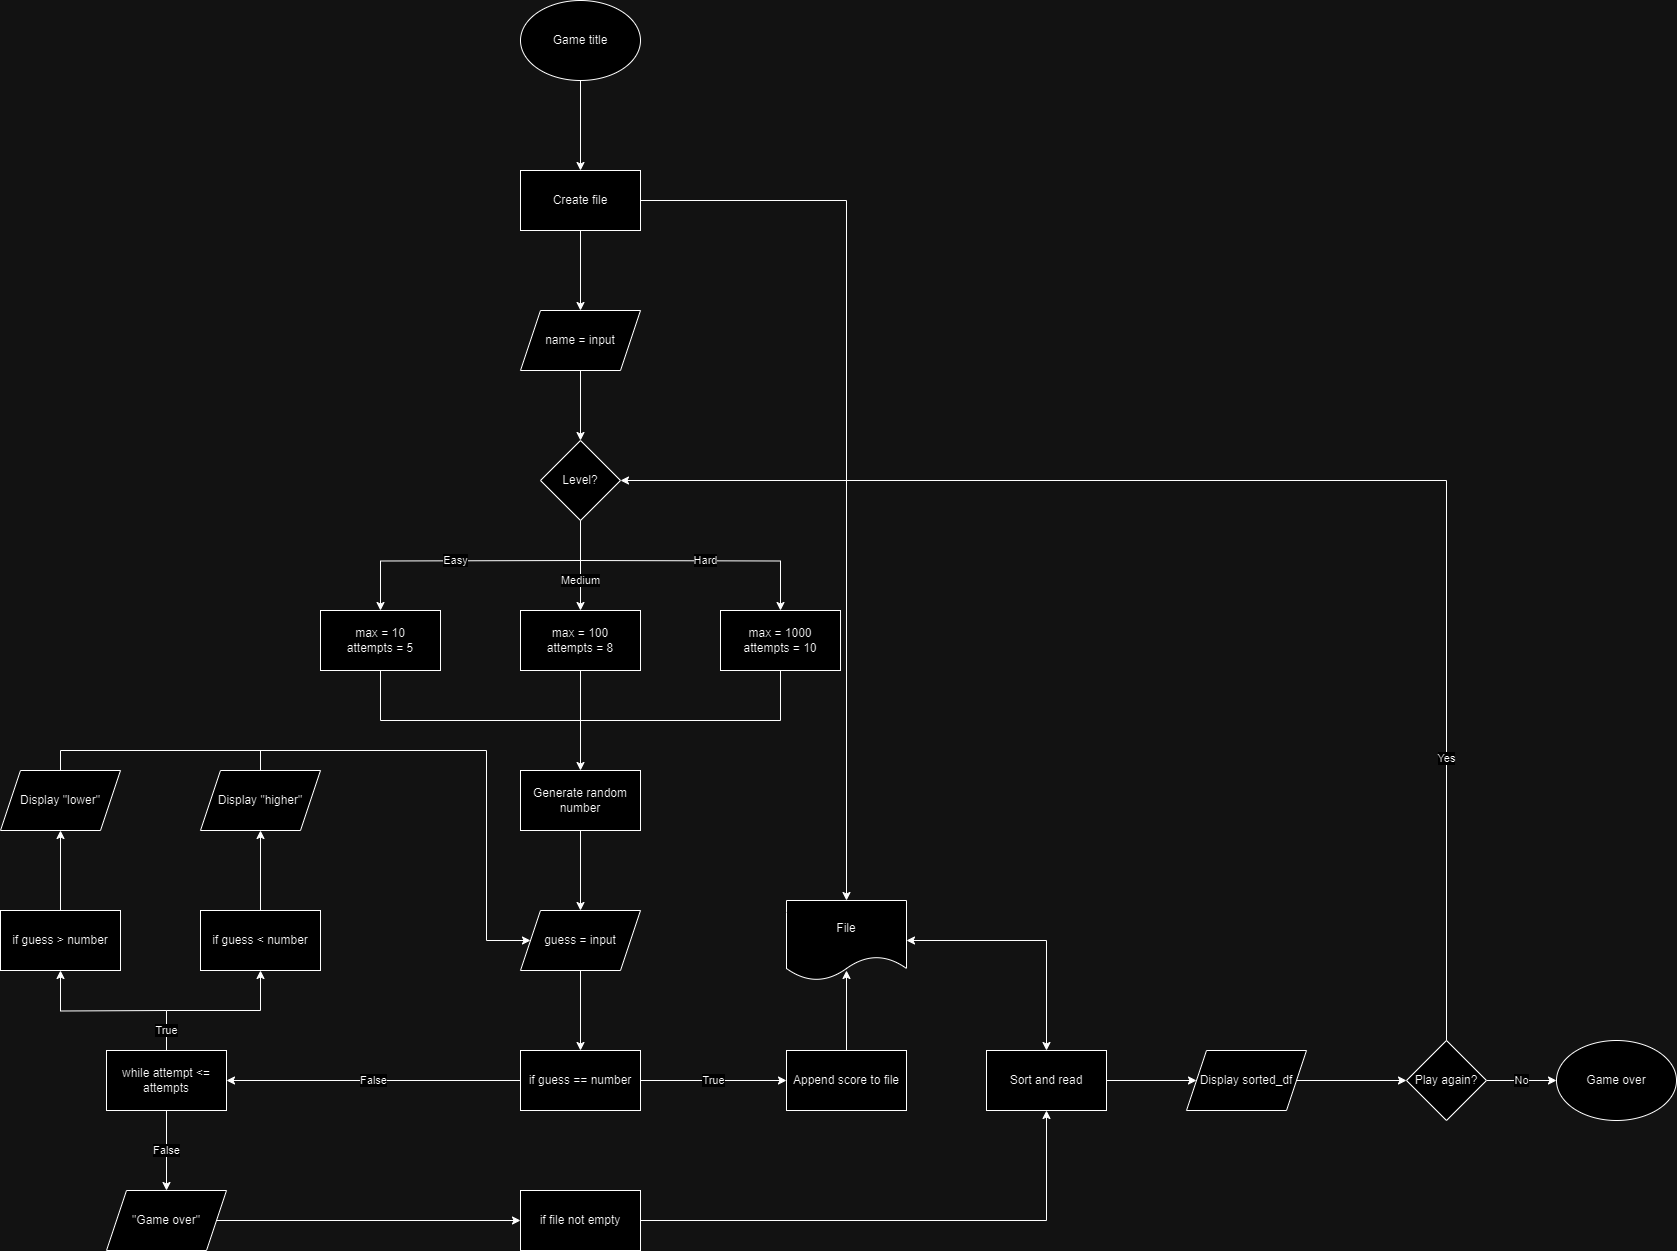 Game title
Create file
name = input
Level?
Easy
Hard
Medium
max = 10
attempts = 5
max = 100
attempts = 8
max = 1000
attempts = 10
Yes
Display "lower"
Display "higher"
Generate random
number
if guess > number
if guess < number
guess = input
File
True
while attempt <=
attempts
False
if guess == number
True
Append score to file
Sort and read
Display sorted_df
Play again?
No
Game over
False
"Game over"
if file not empty